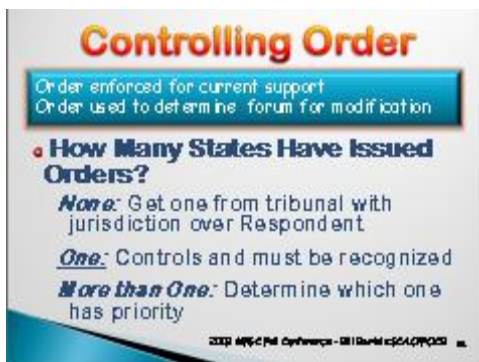 Controlling Order
Order enforced for current support
Order used to determine forum for modification
How Many States Have Issued
Orders?
None: Get one from tribunal with
jurisdiction over Respondent
One: Controls and must be recognized
More than One: Determine which one
has priority
Conference -